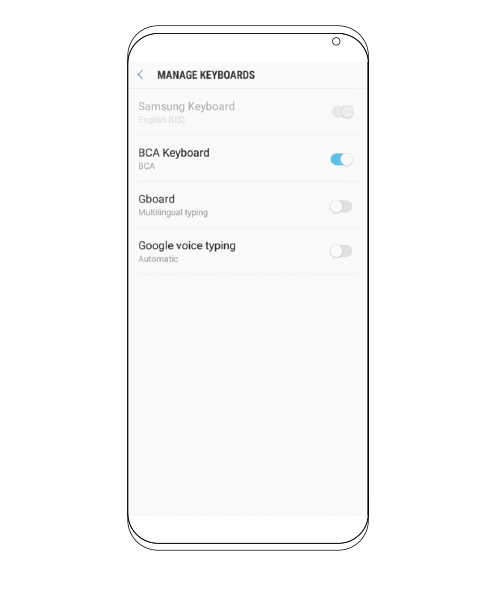 MANAGE KEYBOARDS
Samsung Keyboard
English (US)
BCA Keyboard
BCA
Gboard
Multilingual typing
Google voice typing
Automatic